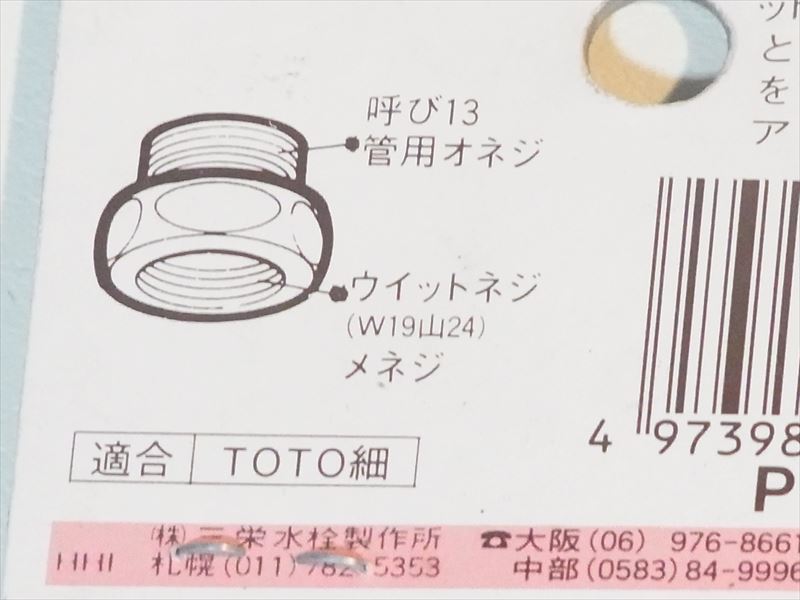 ット
と
を
ア
呼び13
管用オネジ
ウイットネジ
(W19山24)
メネジ
適合 TOTO細
4 97398
P
㈱三栄水栓製作所 ☎大阪(06) 976-8661
札幌(011)782-5353 中部(0583)84-9996